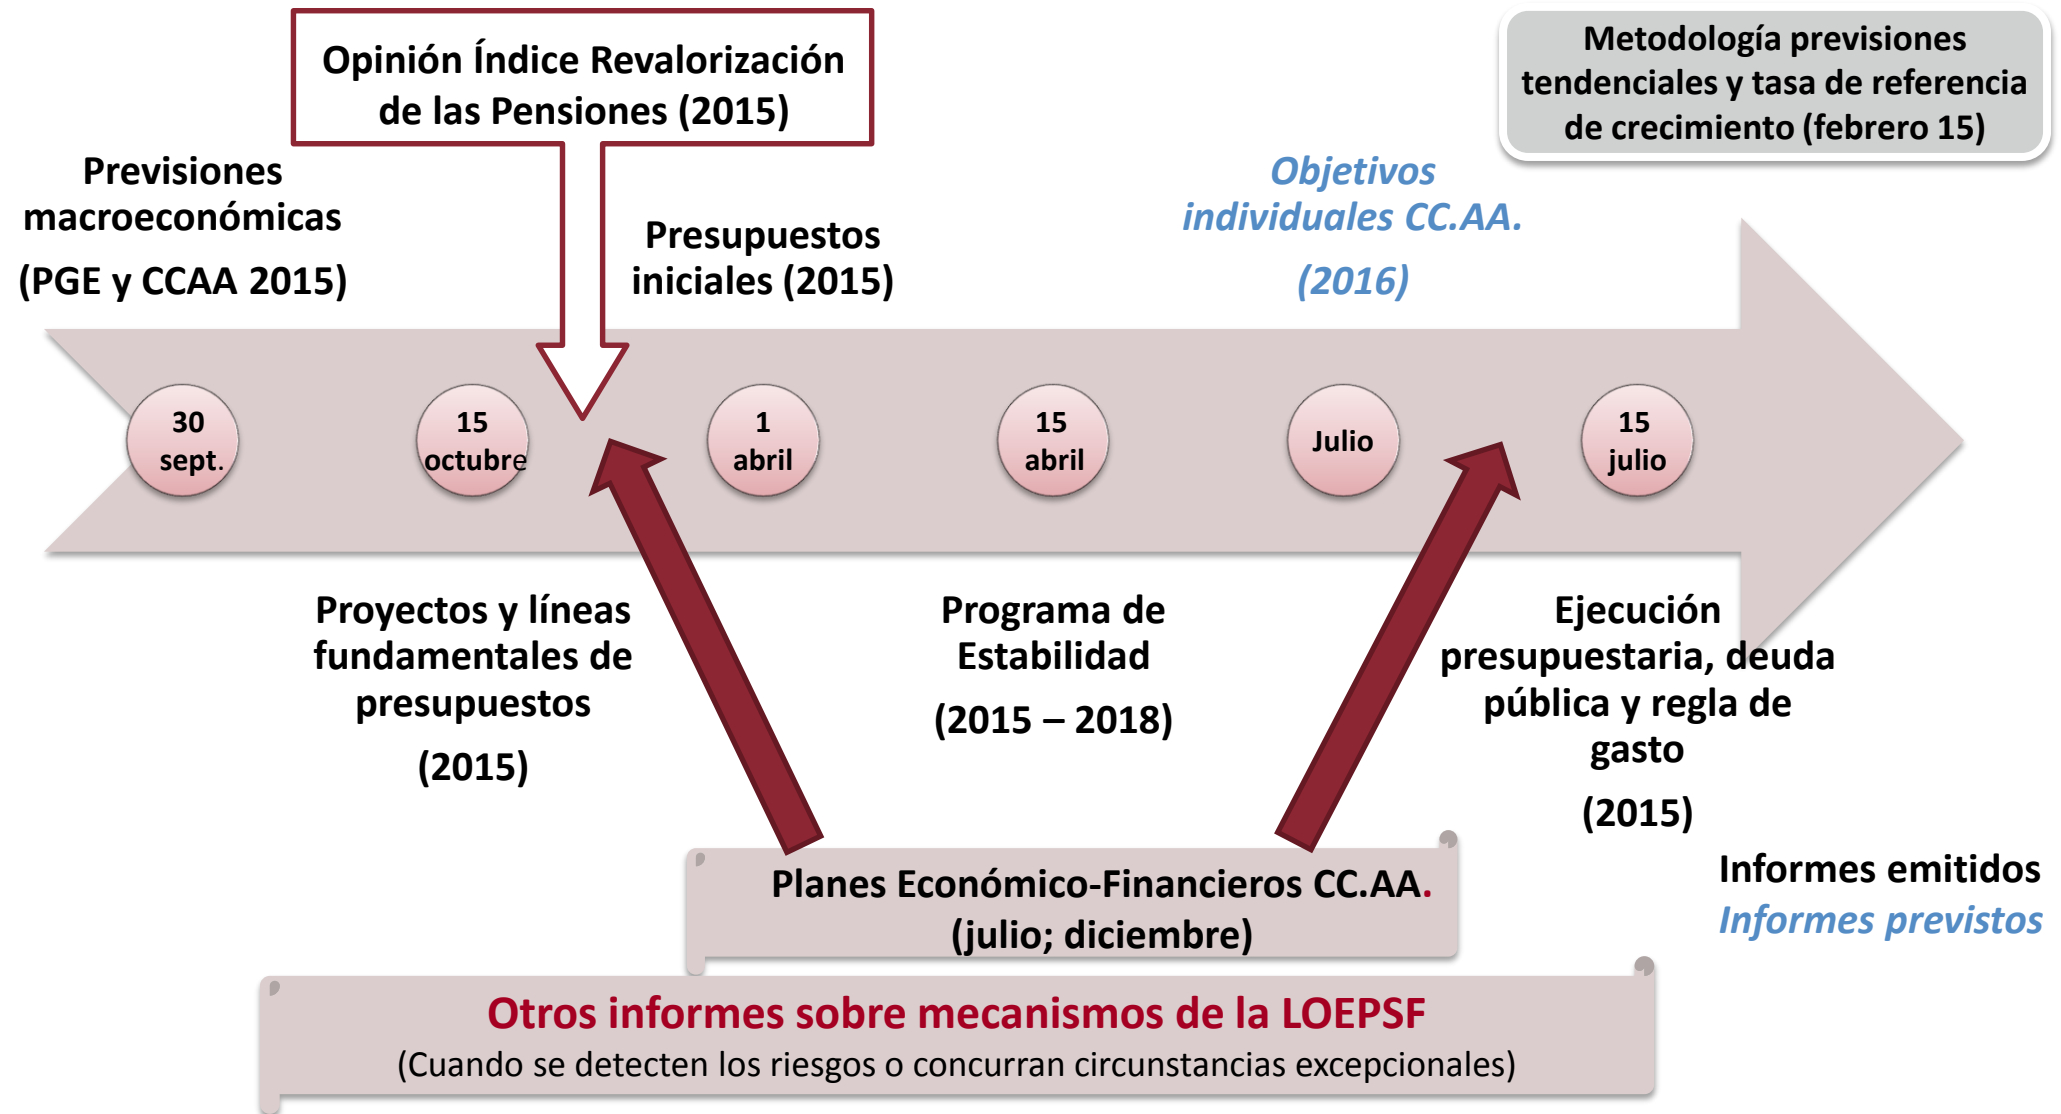 Opinión Índice Revalorización
de las Pensiones (2015)
Metodología previsiones
tendenciales y tasa de referencia
de crecimiento (febrero 15)
Previsiones
macroeconómicas
(PGE y CCAA 2015)
Presupuestos
iniciales (2015)
Objetivos
individuales CC.AA.
(2016)
30
sept.
15
octubre
1
abril
15
abril
Julio
15
julio
Proyectos y líneas
fundamentales de
presupuestos
(2015)
Programa de
Estabilidad
(2015 – 2018)
Ejecución
presupuestaria, deuda
pública y regla de
gasto
(2015)
Planes Económico-Financieros CC.AA.
(julio; diciembre)
Informes emitidos
Informes previstos
Otros informes sobre mecanismos de la LOEPSF
(Cuando se detecten los riesgos o concurran circunstancias excepcionales)